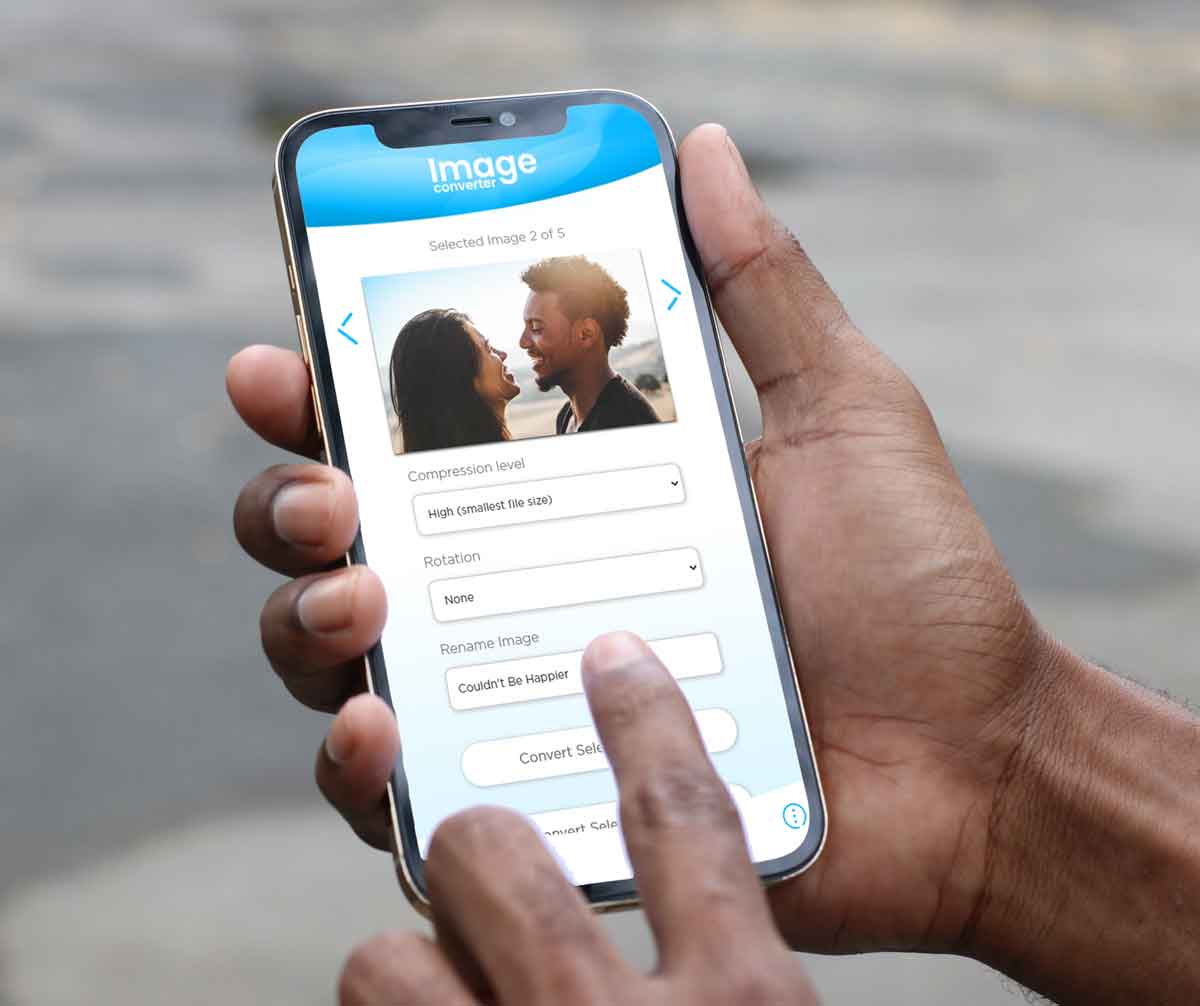 Image
converter
Selected Image 2 of 5
Compression level
High (smallest file size)
Rotation
None
Rename Image
Couldn't Be Happier
Convert